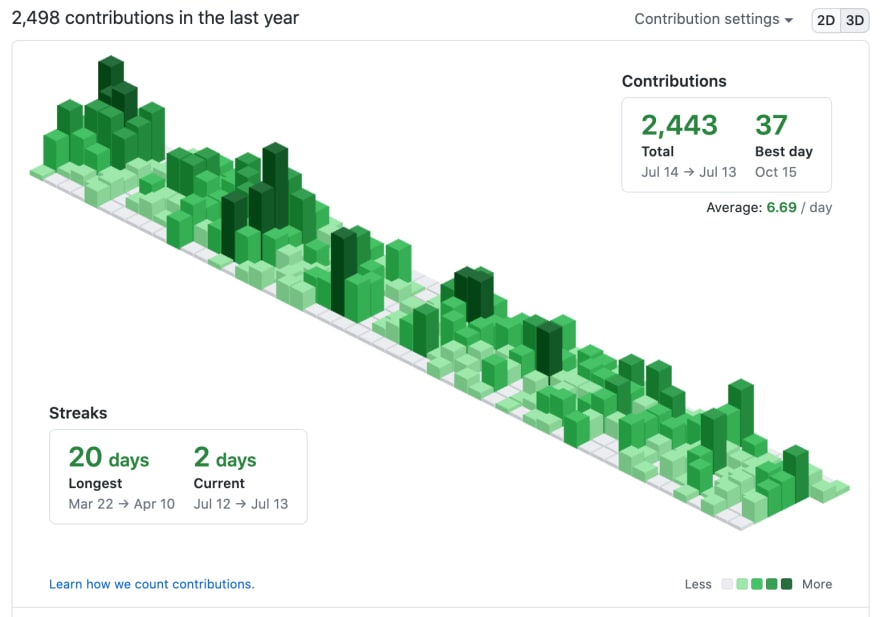 2,498 contributions in the last year
Contribution settings
2D 3D
Contributions
2,443 37
Total Best day
Jul 14 → Jul 13 Oct 15
Average: 6.69 / day
Streaks
20 days 2 days
Longest Current
Mar 22 → Apr 10 Jul 12 → Jul 13
Learn how we count contributions.
Less More